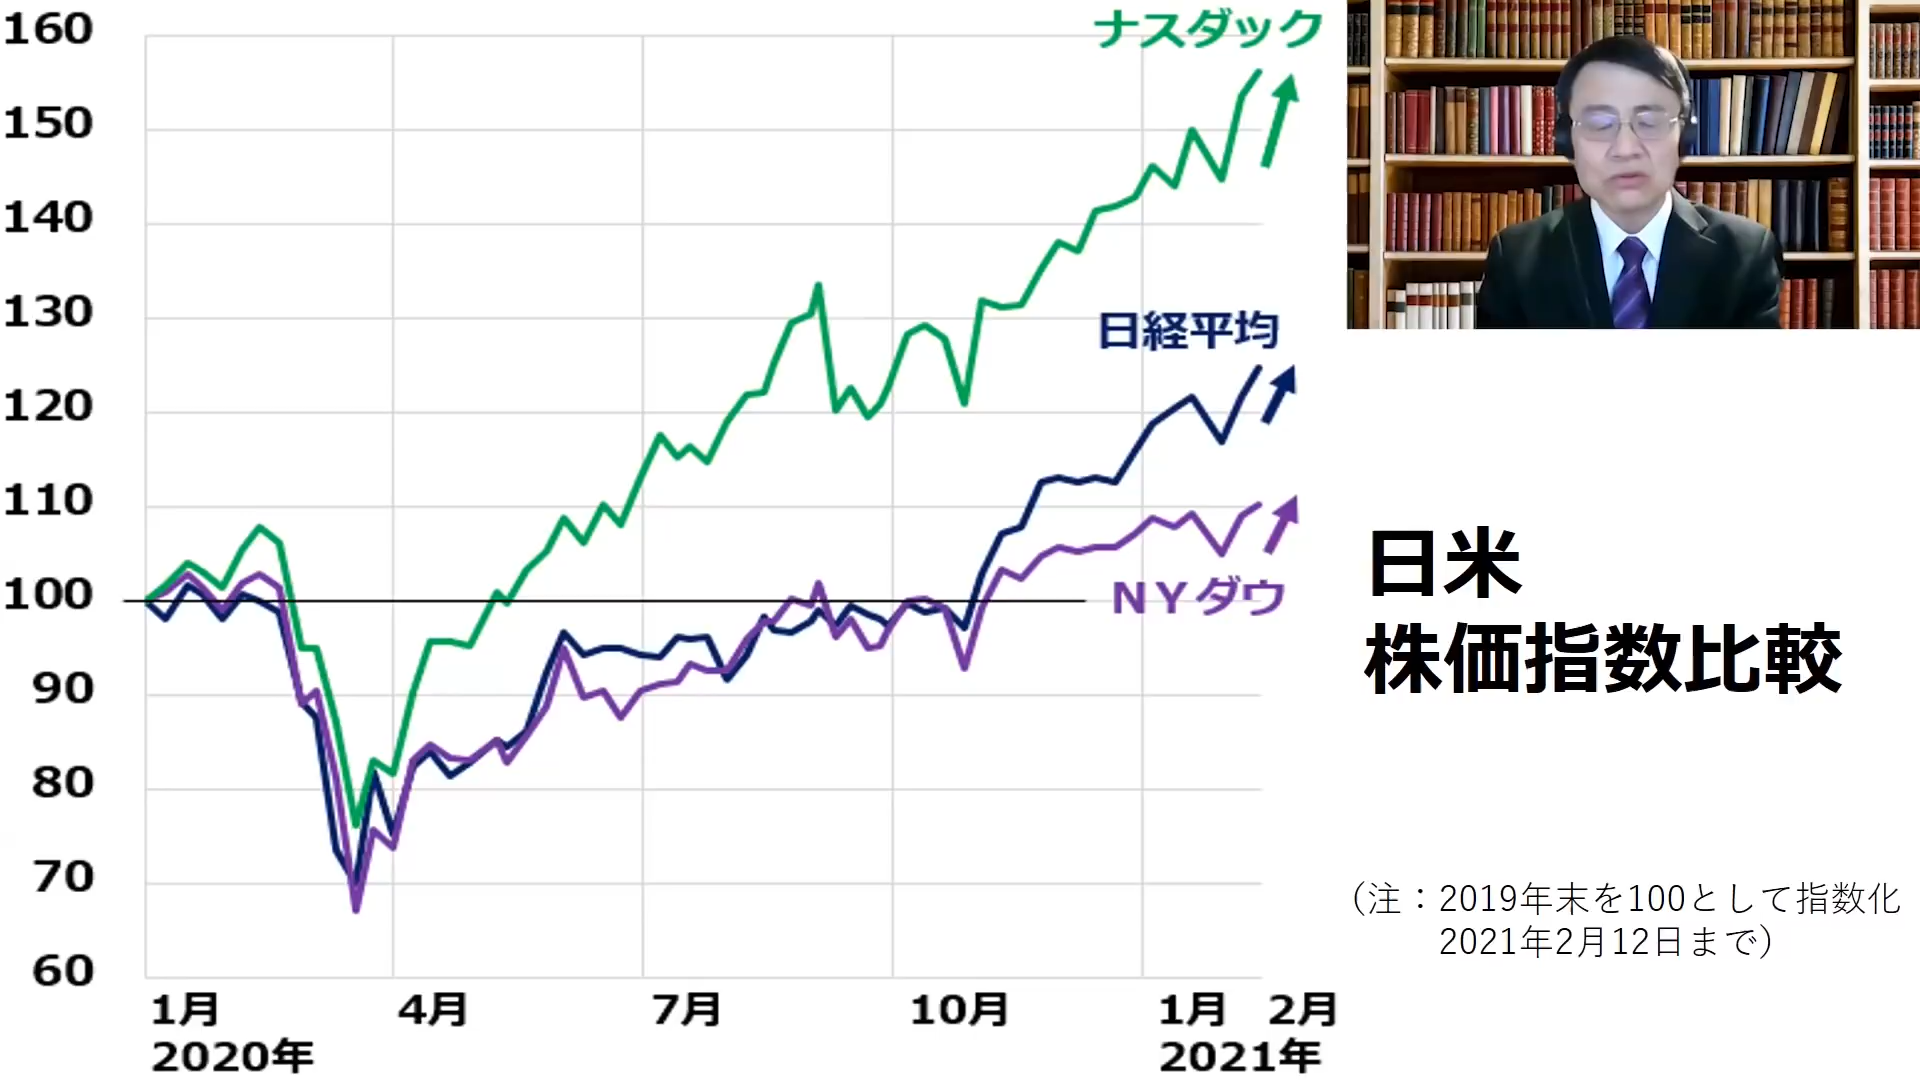 160
150
140
130
120
110
100
90
80
70
60
ナスダック
日経平均
ＮＹダウ
1月 4月 7月 10月 1月 2月
2020年 2021年
日米
株価指数比較
（注：2019年末を100として指数化
2021年2月12日まで）